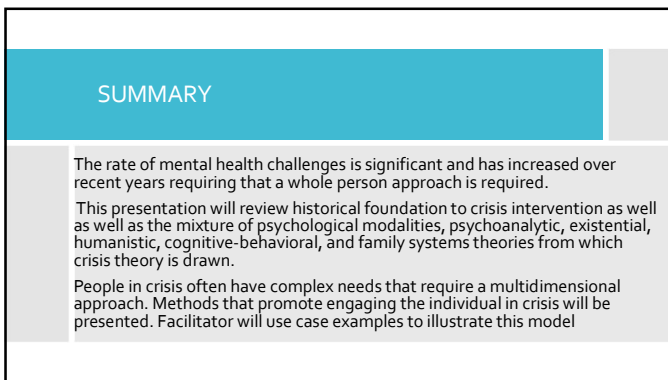 SUMMARY
The rate of mental health challenges is significant and has increased over
recent years requiring that a whole person approach is required.
This presentation will review historical foundation to crisis intervention as well
as well as the mixture of psychological modalities, psychoanalytic, existential,
humanistic, cognitive-behavioral, and family systems theories from which
crisis theory is drawn.
People in crisis often have complex needs that require a multidimensional
approach. Methods that promote engaging the individual in crisis will be
presented. Facilitator will use case examples to illustrate this model